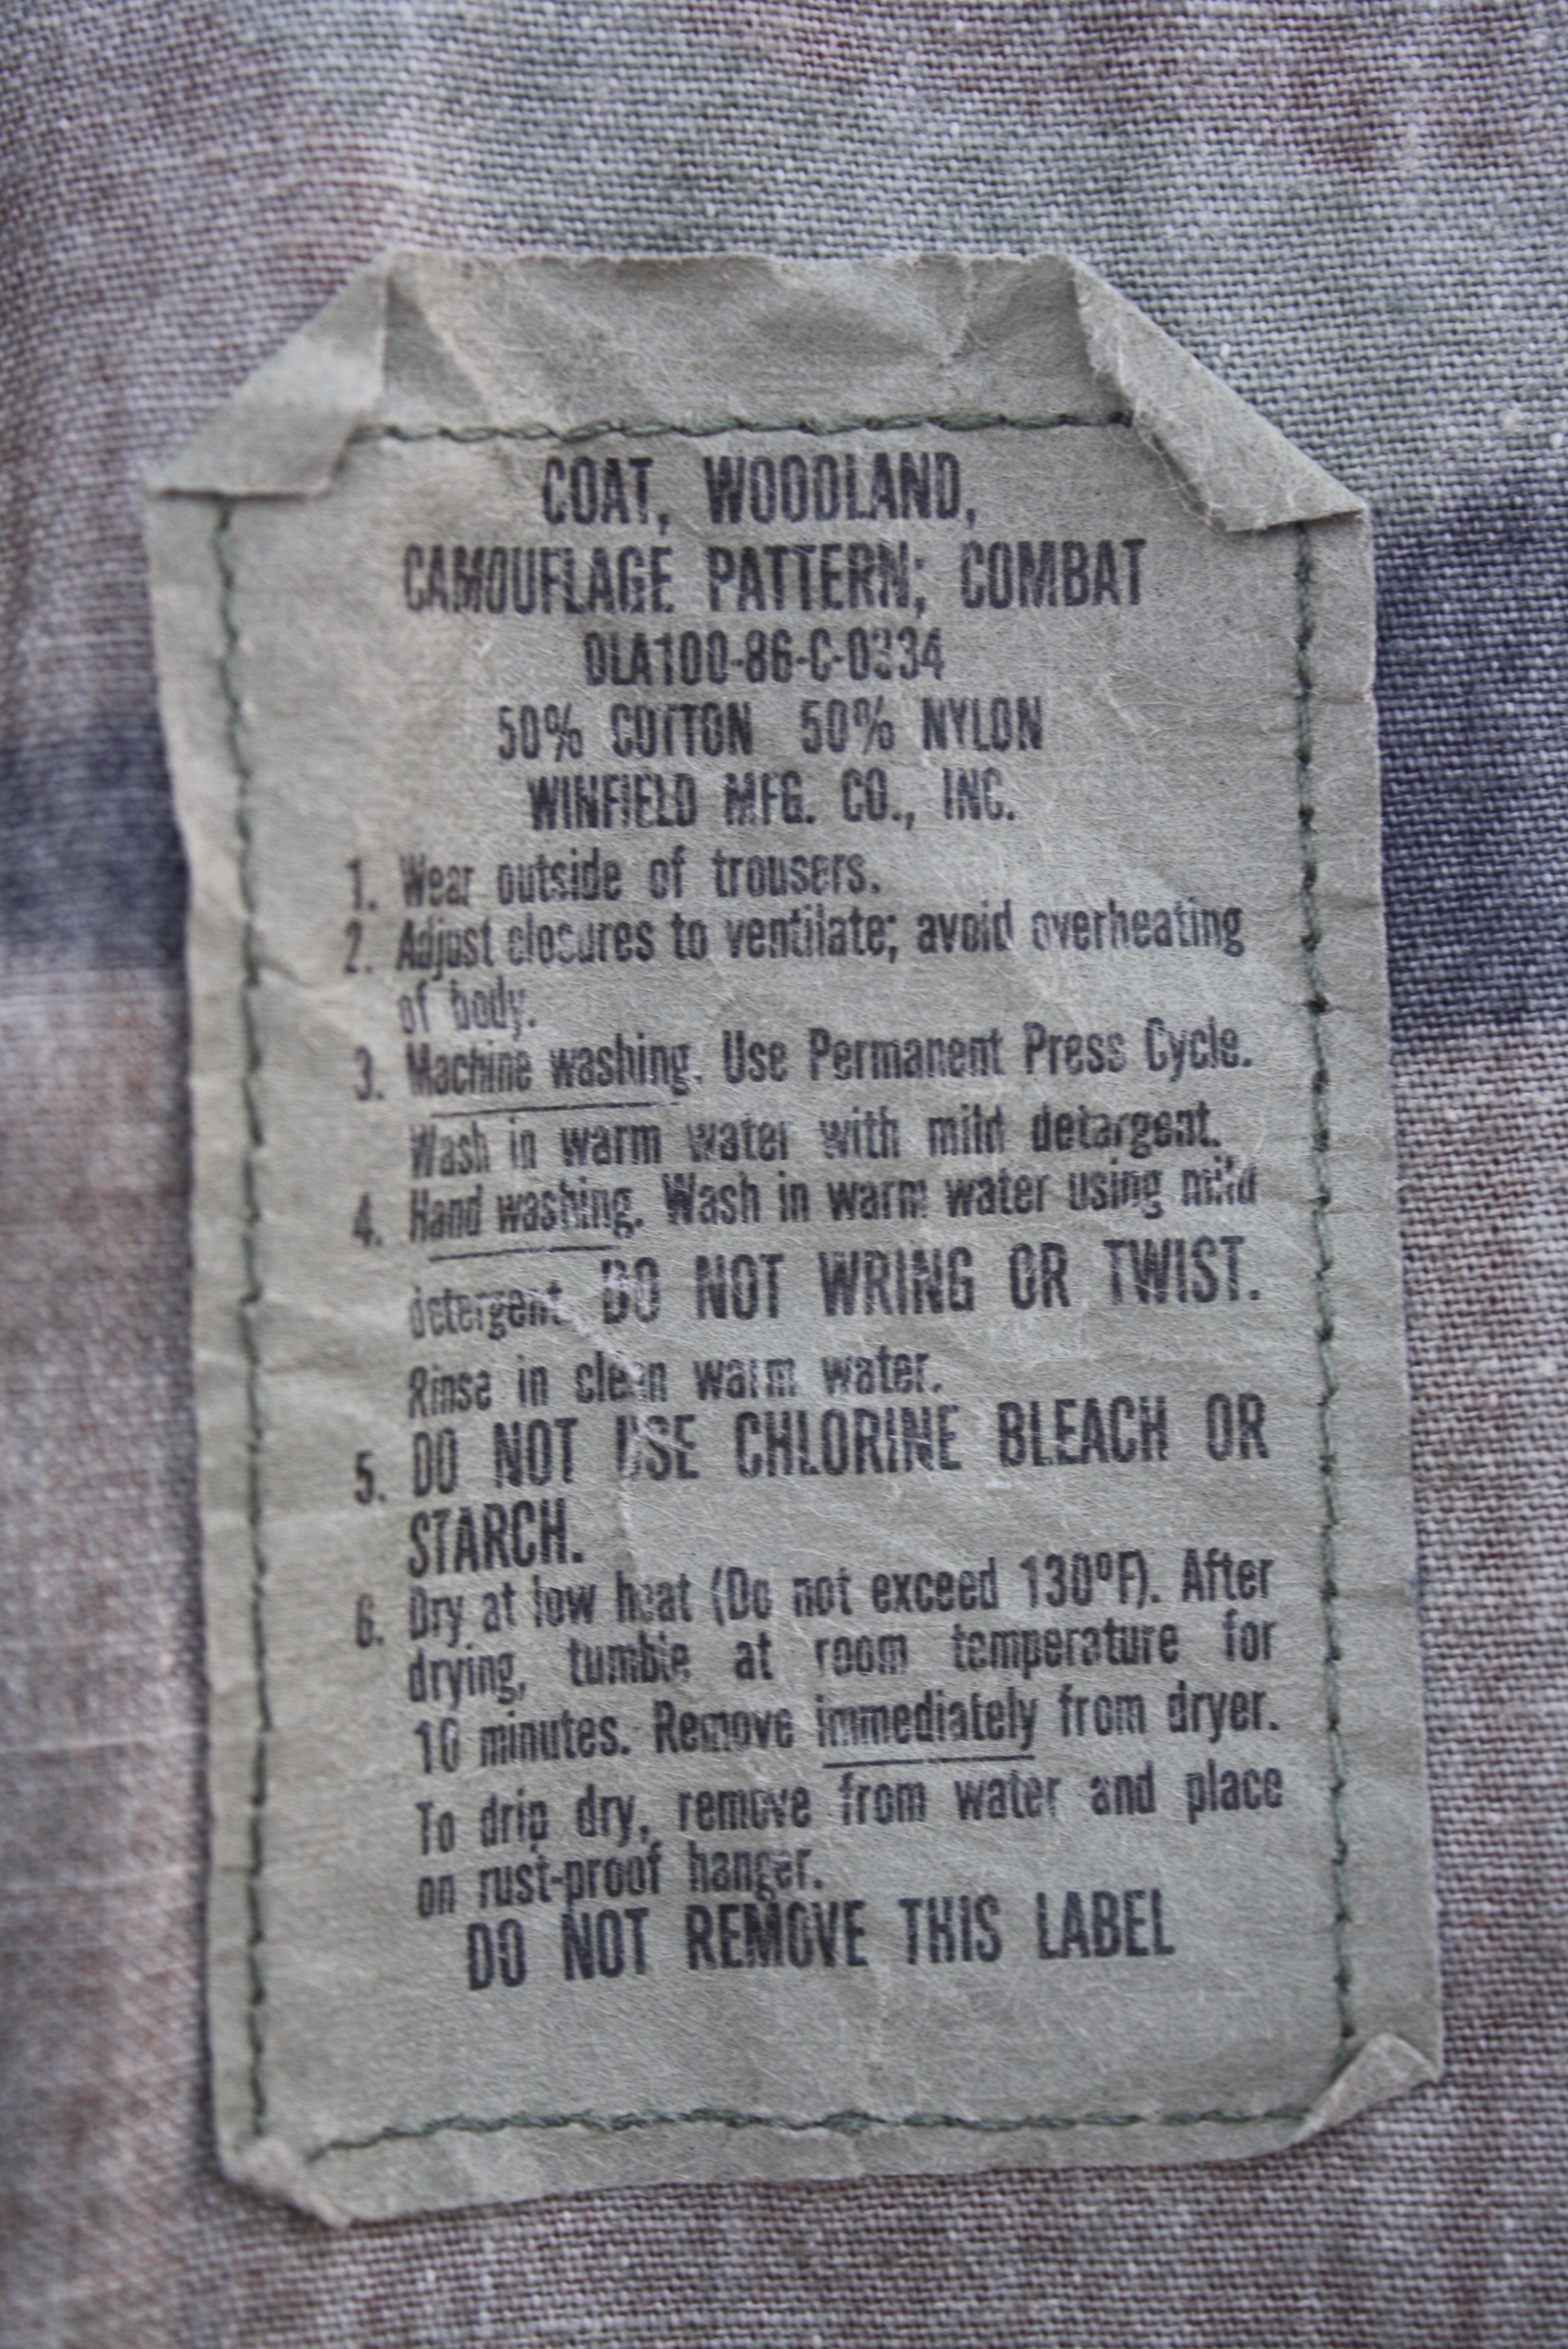 COAT, WOODLAND,
CAMOUFLAGE PATTERN; COMBAT
DLA100-86-C-0334
50% COTTON 50% NYLON
WINFIELD MFG. CO., INC.
1. Wear outside of trousers.
2. Adjust closures to ventilate; avoid overheating
of body.
3. Machine washing. Use Permanent Press Cycle.
Wash in warm water with mild detergent.
4. Hand washing. Wash in warm water using mild
detergent. DO NOT WRING OR TWIST.
Rinse in clean warm water.
5. DO NOT USE CHLORINE BLEACH OR
STARCH.
6. Dry at low heat (Do not exceed 130°F). After
drying, tumble at room temperature for
10 minutes. Remove immediately from dryer.
To drip dry, remove from water and place
on rust-proof hanger.
DO NOT REMOVE THIS LABEL